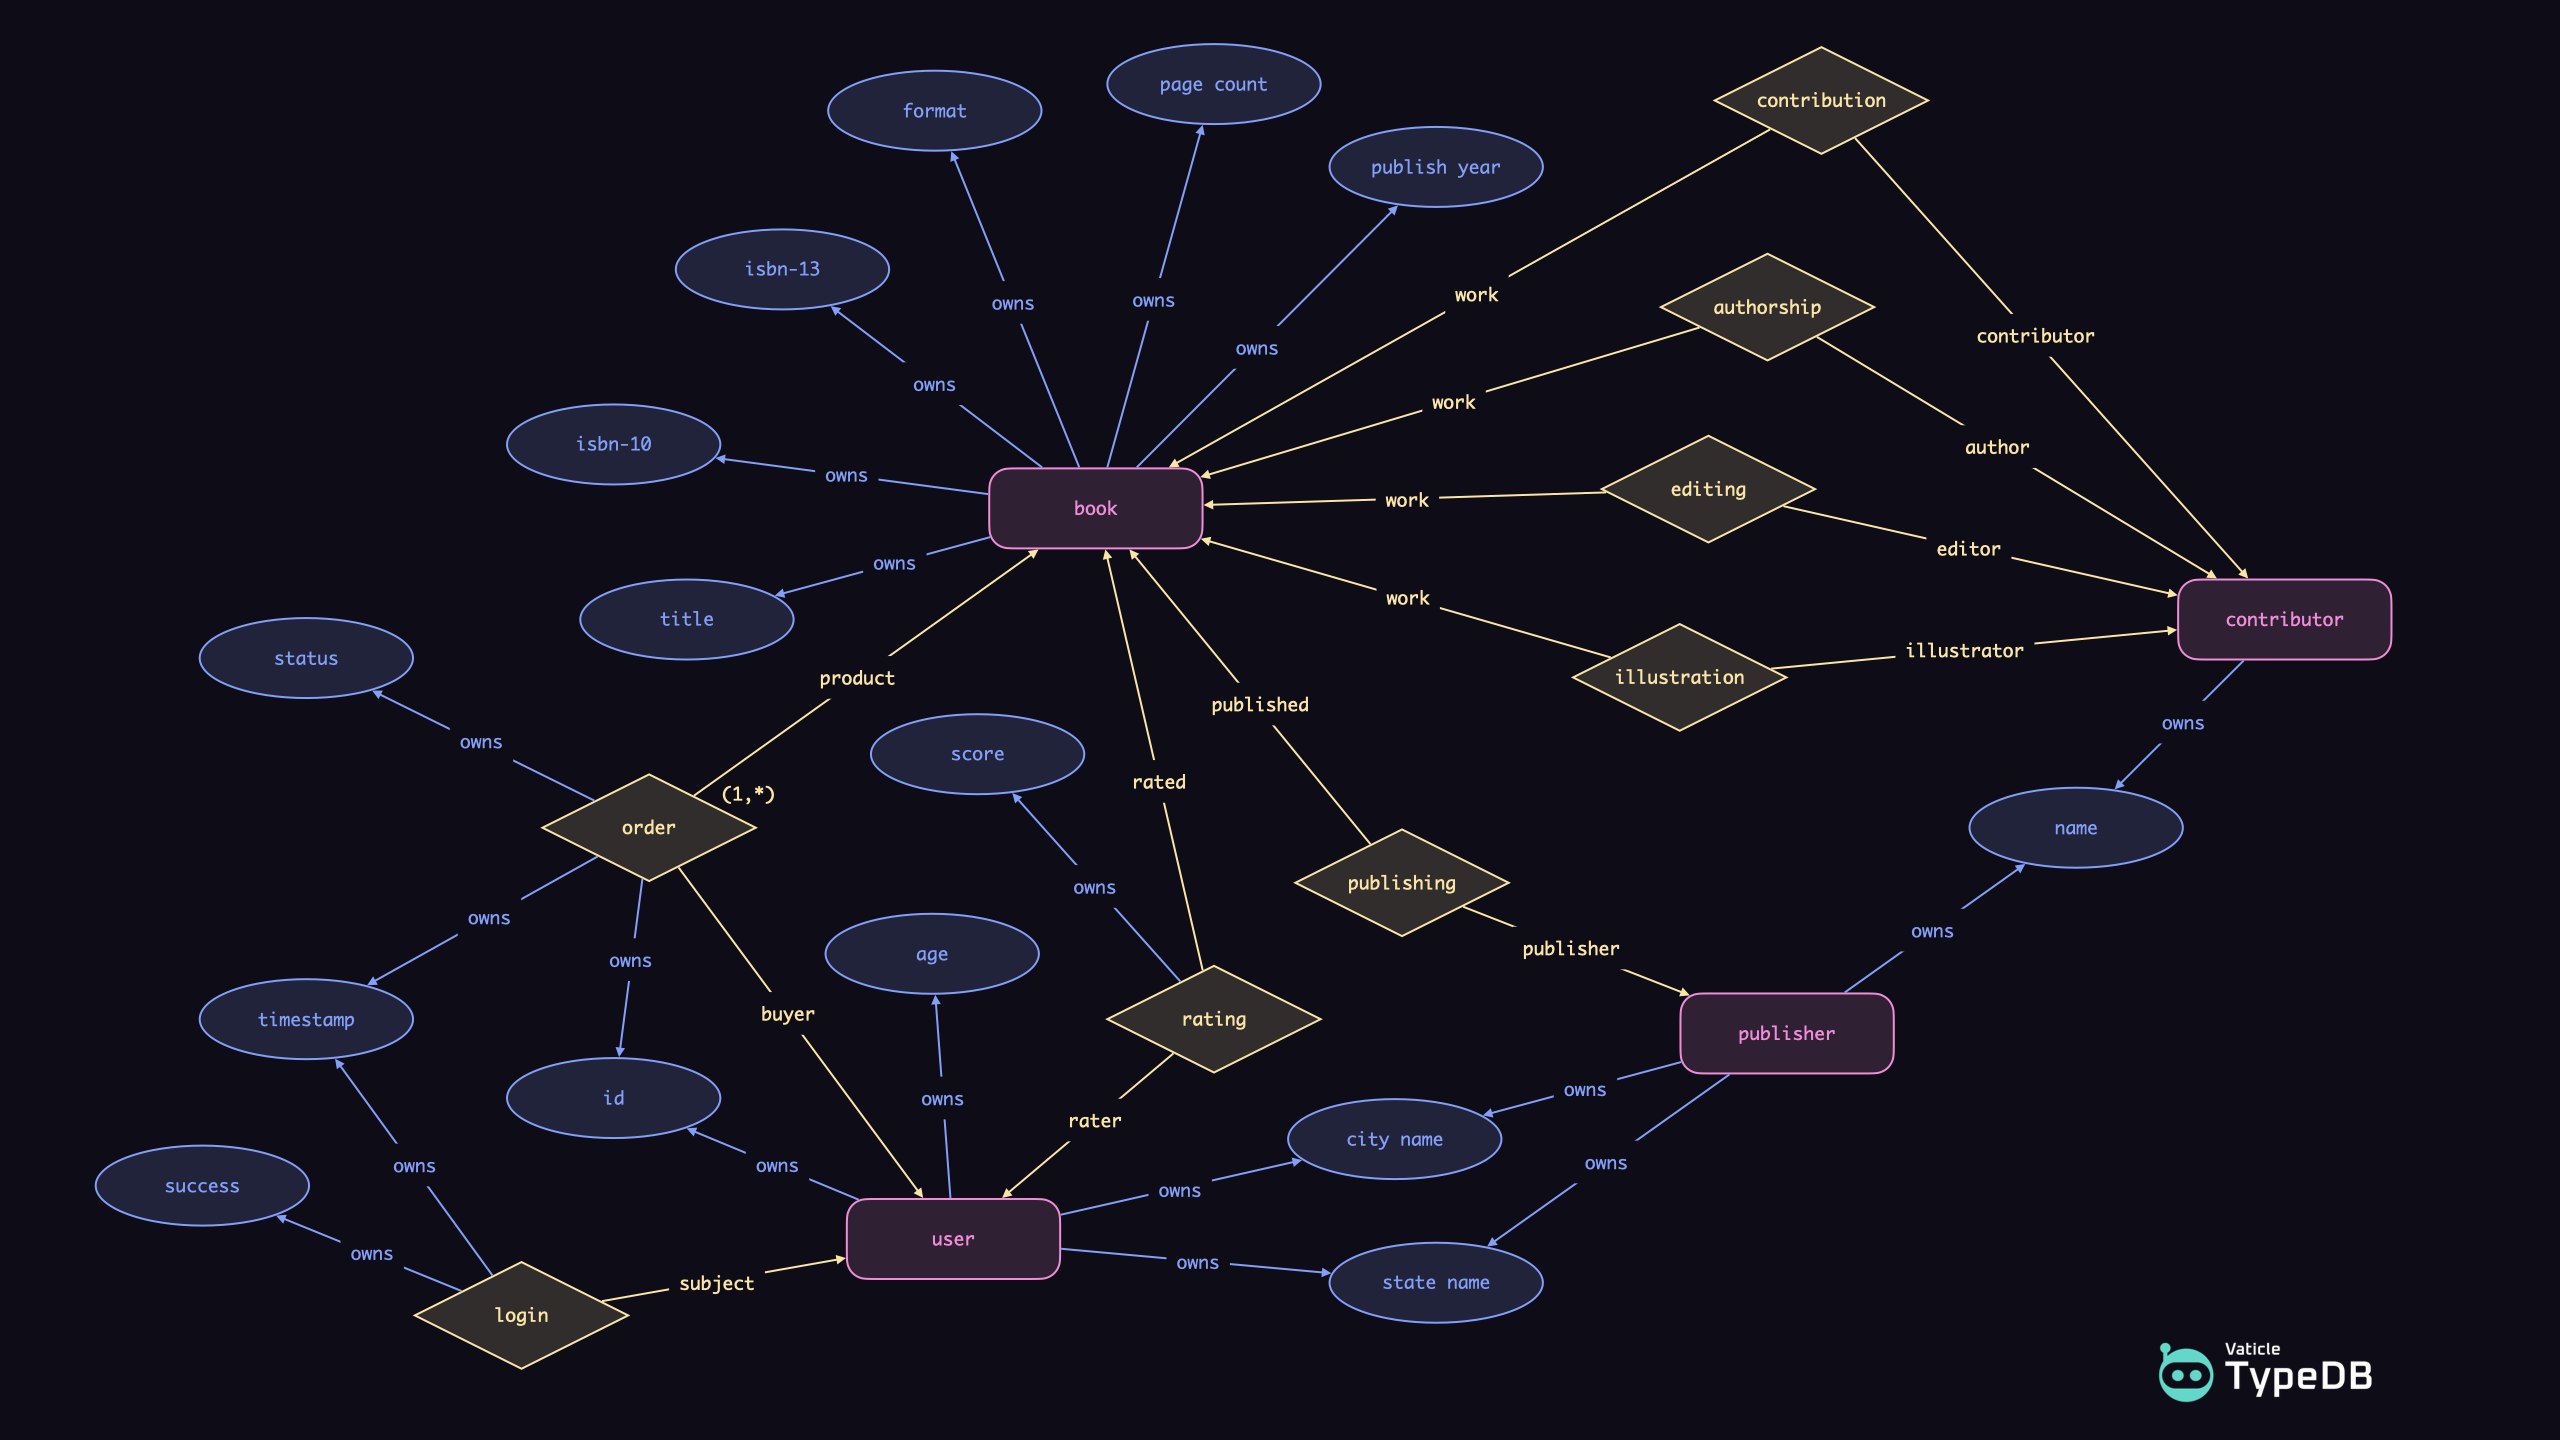 page count
contribution
format
publish year
isbn-13
work
owns
owns
authorship
contributor
owns
owns
work
isbn-10
author
owns
editing
work
book
editor
owns
work
title
contributor
illustrator
status
product
illustration
published
owns
owns
score
rated
(1,*)
order
name
publishing
owns
owns
owns
publisher
age
owns
buyer
timestamp
rating
publisher
owns
id
owns
rater
city name
owns
owns
owns
success
owns
user
owns
owns
subject
state name
login
Vaticle
TypeDB